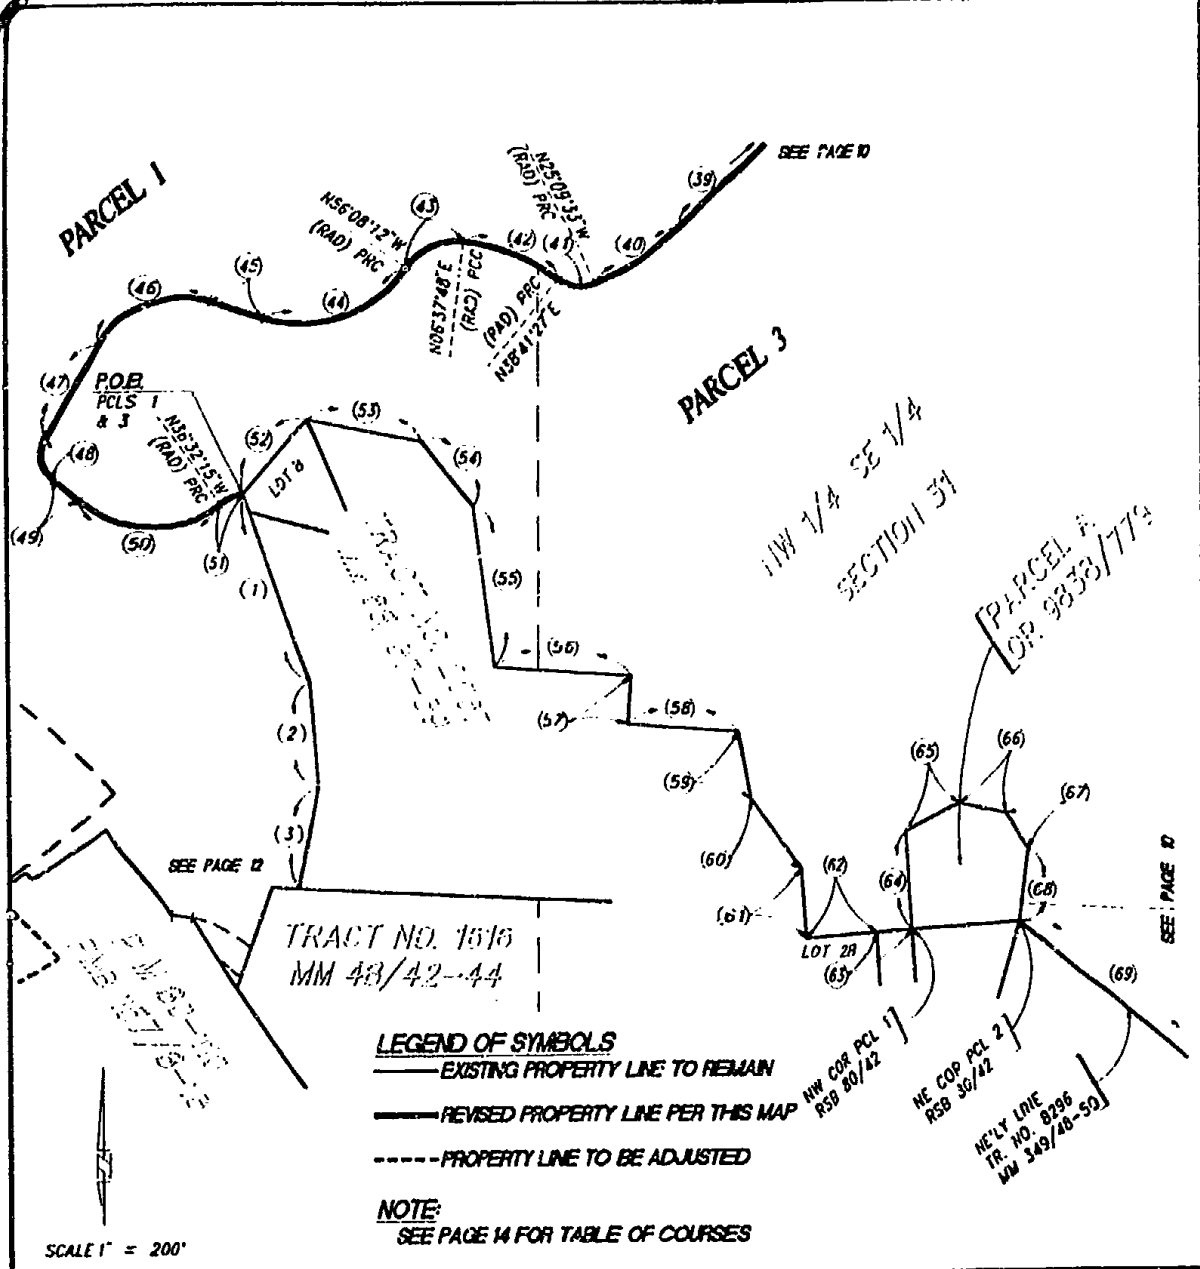 SEE PAGE 10
(39)
N25°09'33"W
(RAD) PRC
PARCEL 1
N56°08'12"W
(RAD) PRC
(43)
(42)
(41)
(40)
(45)
(46)
(44)
N06°37'48"E
(RAD) PCC
(RAD) PRC
N38°41'27"E
PARCEL 3
(47)
P.O.B.
PCLS 1
& 3
(RAD) PRC
(48)
(49)
(50)
(51)
(52)
(53)
(54)
LOT B
(1)
(55)
NW 1/4 SE 1/4
SECTION 31
PARCEL A
OR 9838/779
(56)
(57)
(58)
(2)
(59)
(65)
(66)
(67)
(3)
SEE PAGE 12
(60)
(62)
(64)
(68)
SEE PAGE 10
(61)
LOT 2A
(63)
(69)
TRACT NO. 1616
MM 48/42-44
NW COR PCL 1
RSB 80/42
NE COR PCL 2
RSB 30/42
NE'LY LINE
TR. NO. 8296
MM 349/48-50
LEGEND OF SYMBOLS
EXISTING PROPERTY LINE TO REMAIN
REVISED PROPERTY LINE PER THIS MAP
PROPERTY LINE TO BE ADJUSTED
NOTE:
SEE PAGE 14 FOR TABLE OF COURSES
SCALE 1" = 200'